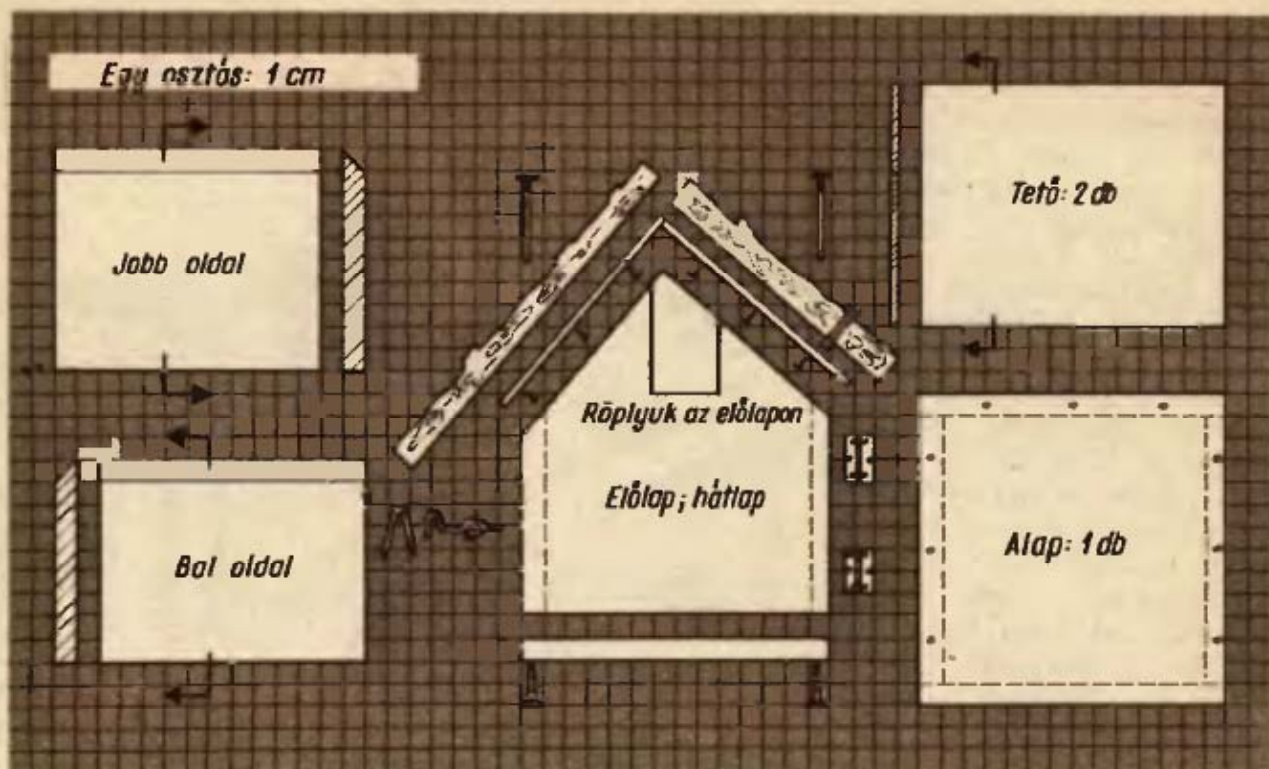 Egy osztás: 1 cm
Jobb oldal
Tető: 2 db
Röplyuk az előlapon
Előlap; hátlap
Bal oldal
Alap: 1 db